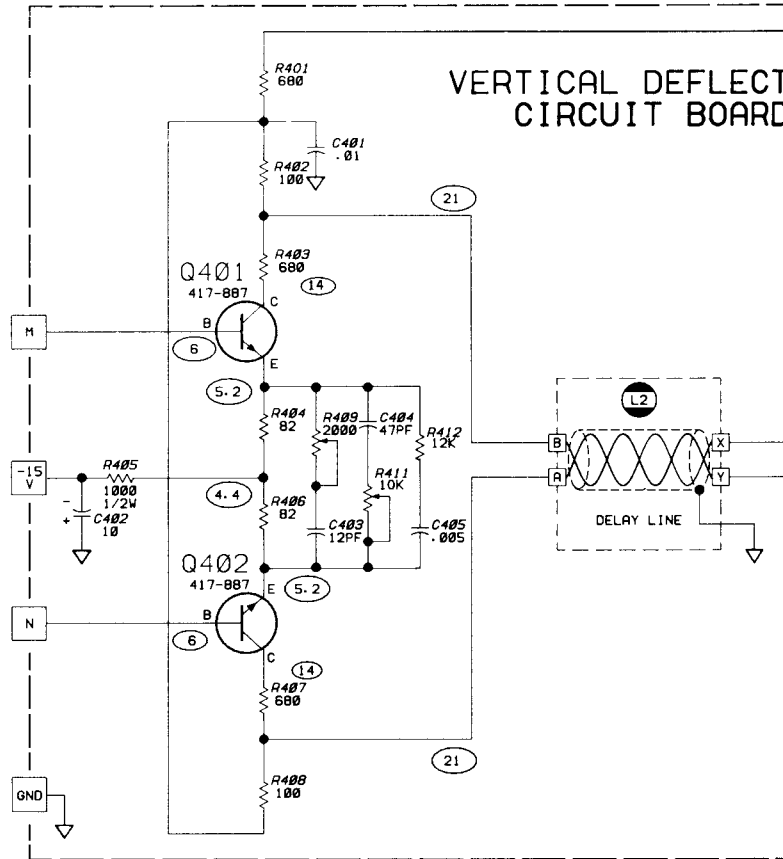 R401
680
VERTICAL DEFLECT
CIRCUIT BOARD
C401
.01
R402
100
21
R403
680
Q401
417-887
14
C
B
M
6
E
5.2
R404
82
R409
2000
C404
47PF
R412
12K
L2
B
X
-15
V
R405
1000
1/2W
4.4
R411
10K
A
Y
-
+
C402
10
R406
82
C403
12PF
C405
.005
DELAY LINE
Q402
417-887
E
5.2
B
N
6
C
14
R407
680
21
R408
100
GND